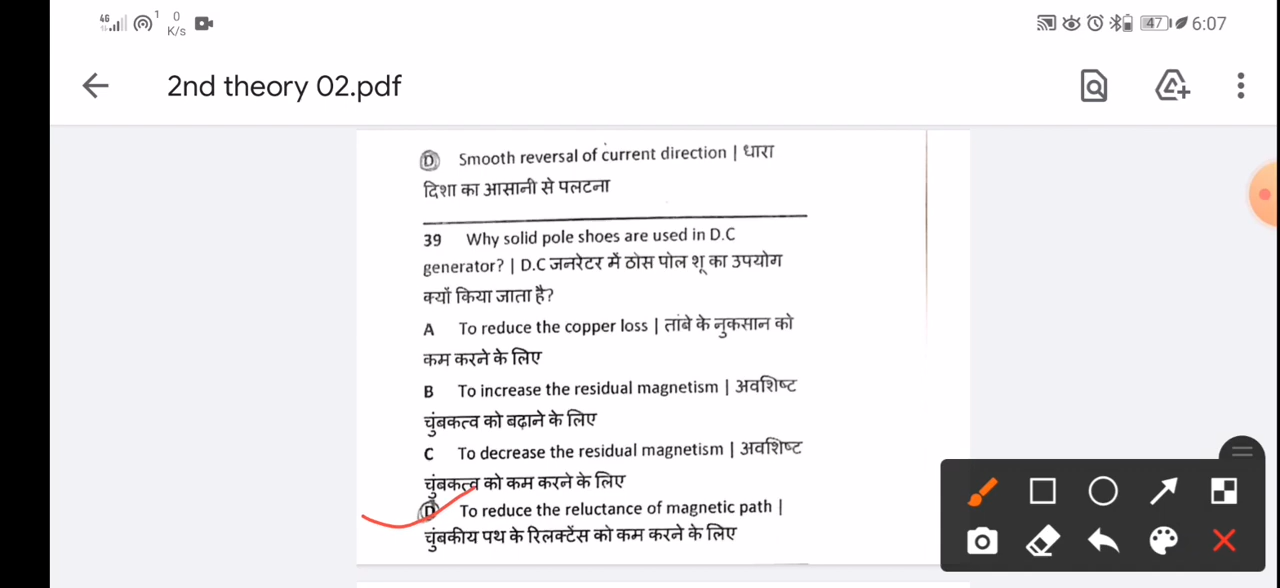 4G
1
0
K/s
47
6:07
2nd theory 02.pdf
D Smooth reversal of current direction | धारा
दिशा का आसानी से पलटना
39 Why solid pole shoes are used in D.C
generator? | D.C जनरेटर में ठोस पोल शू का उपयोग
क्यों किया जाता है?
A To reduce the copper loss | तांबे के नुकसान को
कम करने के लिए
B To increase the residual magnetism | अवशिष्ट
चुंबकत्व को बढ़ाने के लिए
C To decrease the residual magnetism | अवशिष्ट
चुंबकत्व को कम करने के लिए
D To reduce the reluctance of magnetic path |
चुंबकीय पथ के रिलक्टेंस को कम करने के लिए